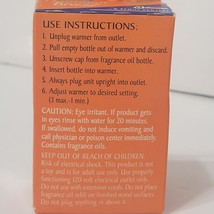 USE INSTRUCTIONS:
1. Unplug warmer from outlet.
2. Pull empty bottle out of warmer and discard.
3. Unscrew cap from fragrance oil bottle.
4. Insert bottle into warmer.
5. Always plug unit upright into outlet.
6. Adjust warmer to desired setting.
(1 max.-1 min.)
CAUTION: Eye irritant. If product gets
in eyes rinse with water for 20 minutes.
If swallowed, do not induce vomiting and
call physician or poison control center.
Contains fragrance oils.
KEEP OUT OF REACH OF CHILDREN
Risk of electrical shock. This product is not
a toy and is for adult use only. Use properly
functioning 120 volt electrical outlets only.
Do not use with extension cords. Do not place
fragrance oil refill on finished wood surfaces.
Do not plug anything in above it.